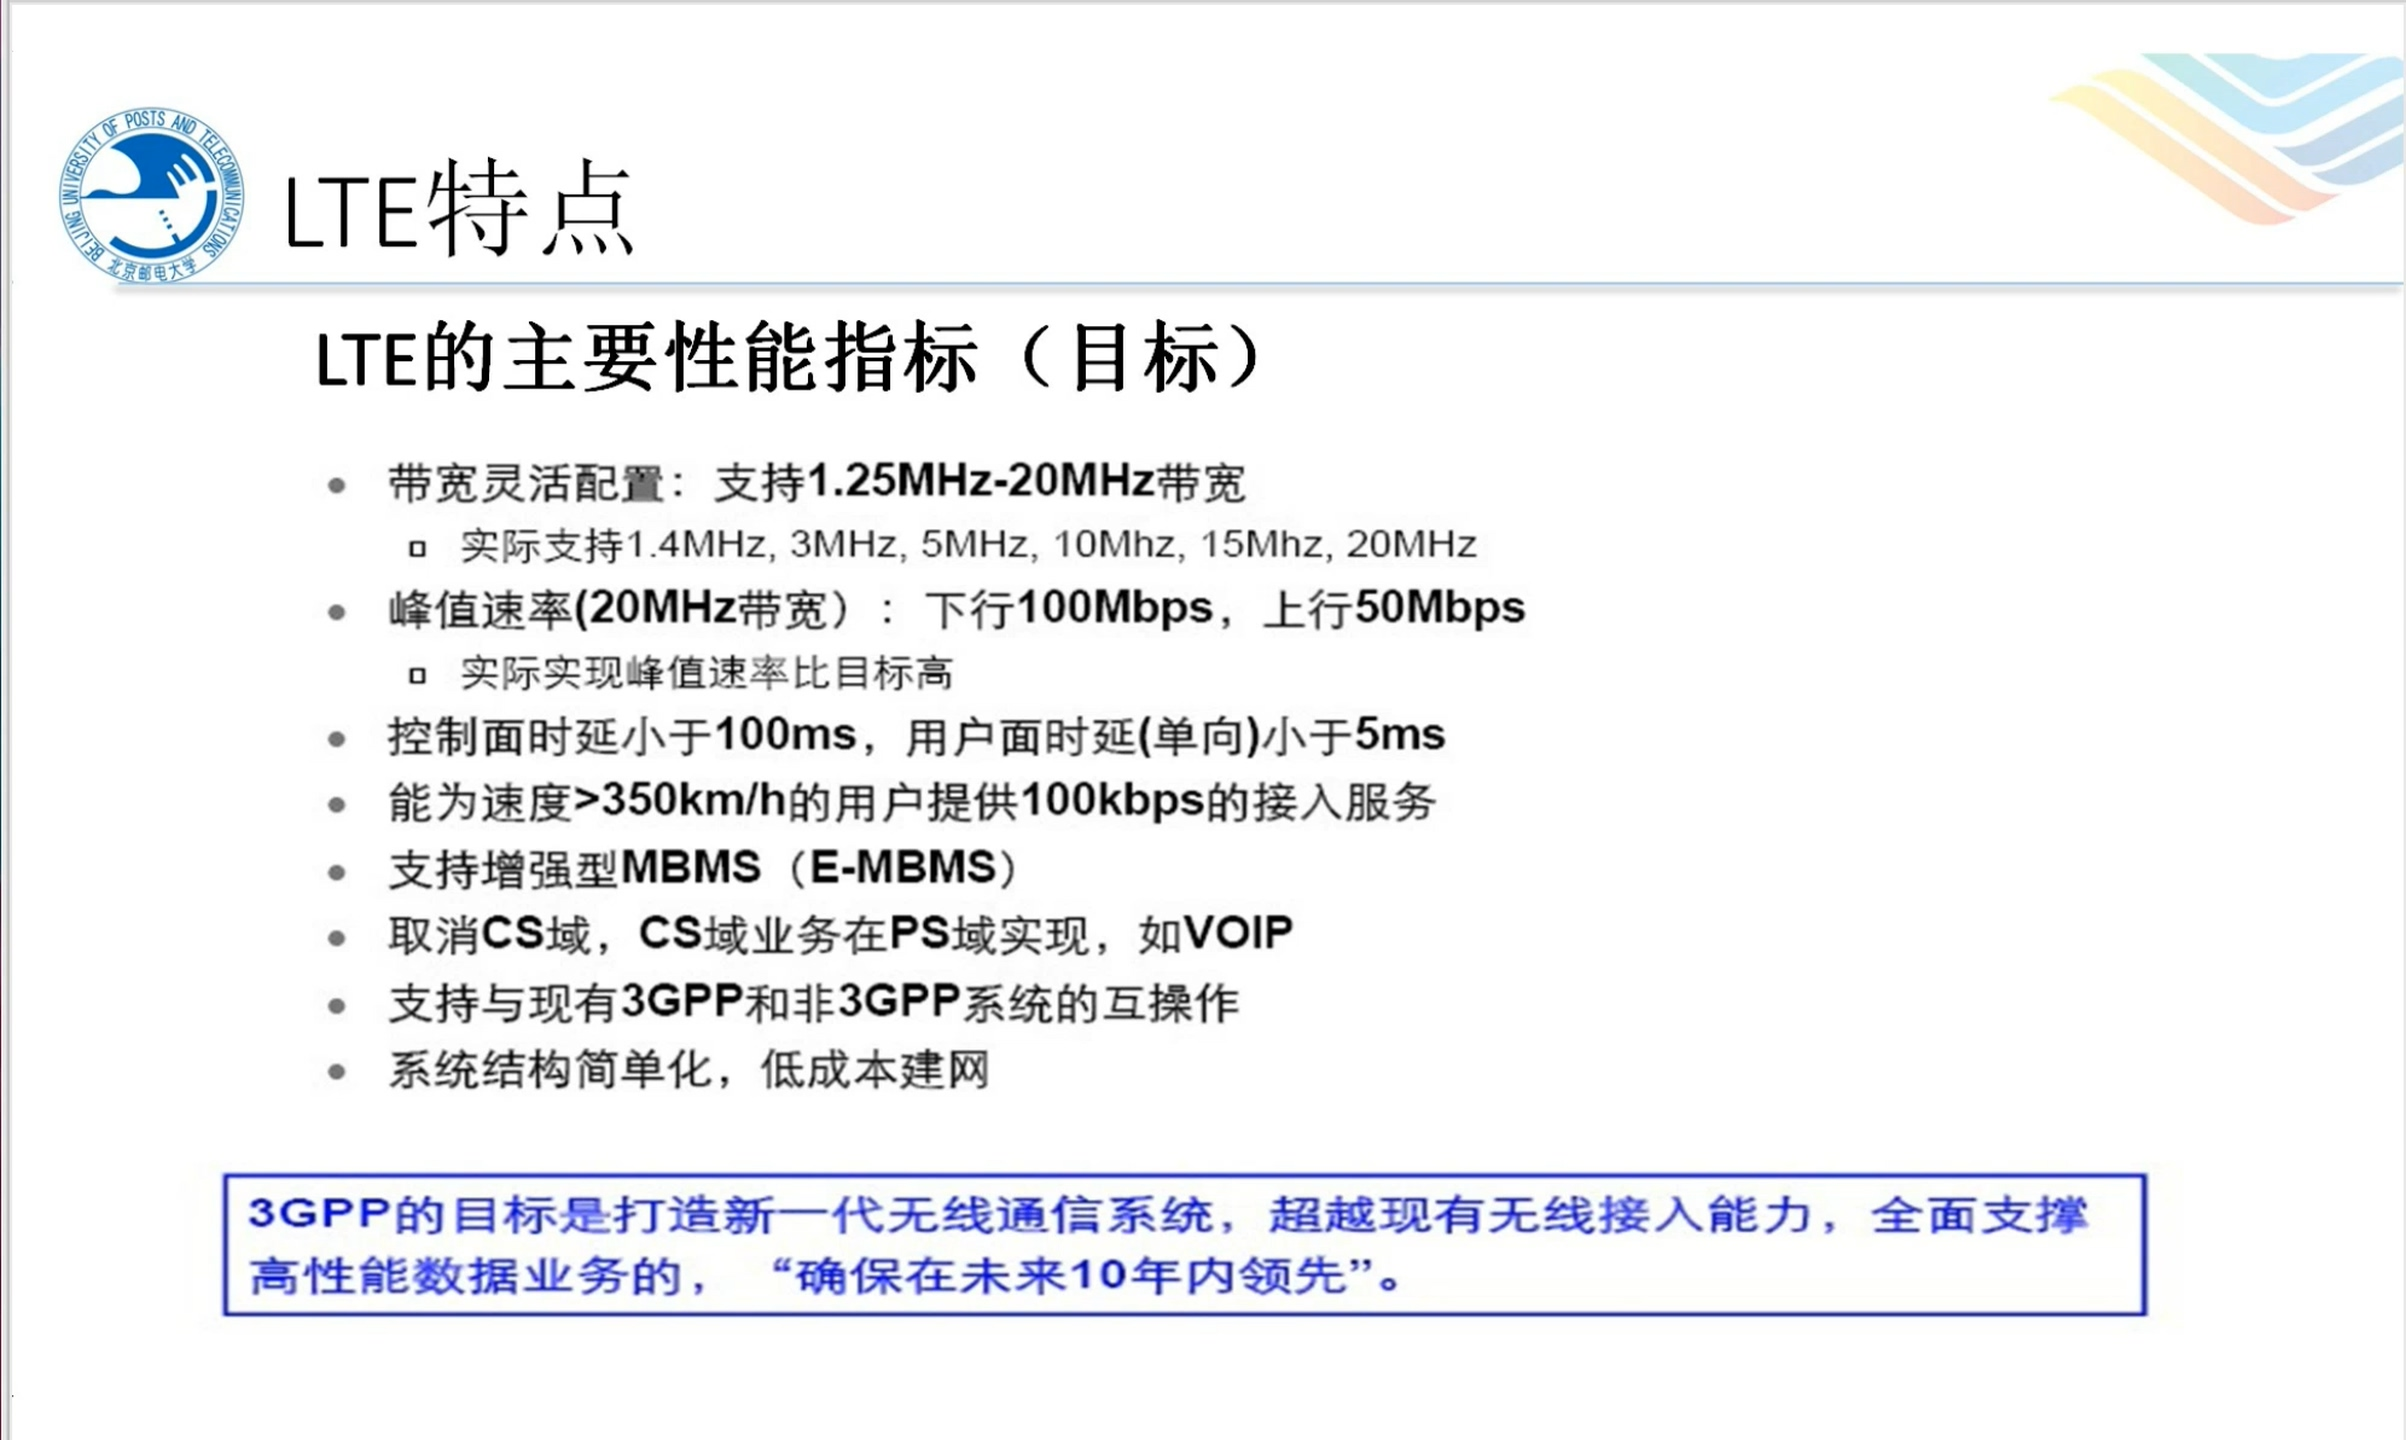 BEIJING UNIVERSITY OF POSTS AND TELECOMMUNICATIONS
北京邮电大学
LTE特点
LTE的主要性能指标（目标）
• 带宽灵活配置：支持1.25MHz-20MHz带宽
▫ 实际支持1.4MHz, 3MHz, 5MHz, 10Mhz, 15Mhz, 20MHz
• 峰值速率(20MHz带宽）：下行100Mbps，上行50Mbps
▫ 实际实现峰值速率比目标高
• 控制面时延小于100ms，用户面时延(单向)小于5ms
• 能为速度>350km/h的用户提供100kbps的接入服务
• 支持增强型MBMS（E-MBMS）
• 取消CS域，CS域业务在PS域实现，如VOIP
• 支持与现有3GPP和非3GPP系统的互操作
• 系统结构简单化，低成本建网
3GPP的目标是打造新一代无线通信系统，超越现有无线接入能力，全面支撑
高性能数据业务的，“确保在未来10年内领先”。